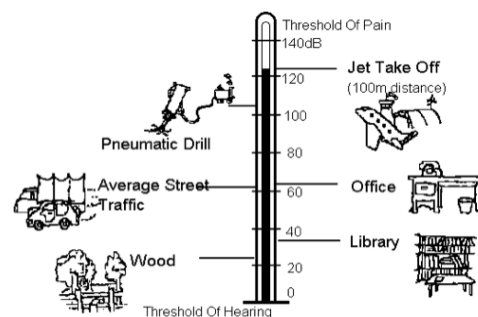 Threshold Of Pain
140dB
120
Jet Take Off
(100m distance)
100
Pneumatic Drill
80
Average Street
Traffic
60
Office
40
Library
Wood
20
0
Threshold Of Hearing